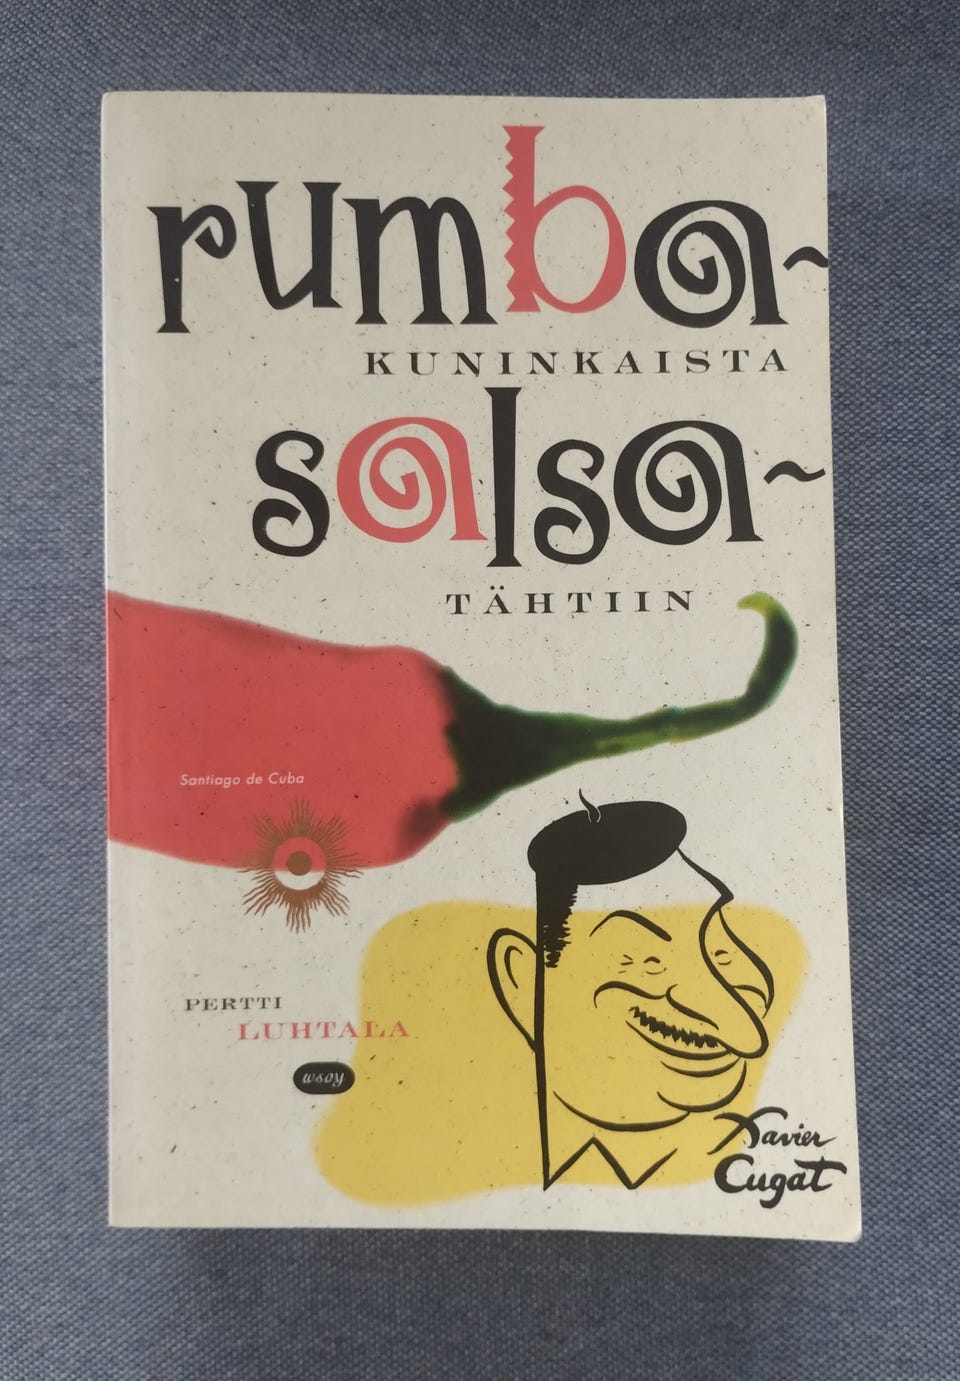 rumba-
KUNINKAISTA
salsa-
TÄHTIIN
Santiago de Cuba
PERTTI
LUHTALA
wsoy
Xavier
Cugat